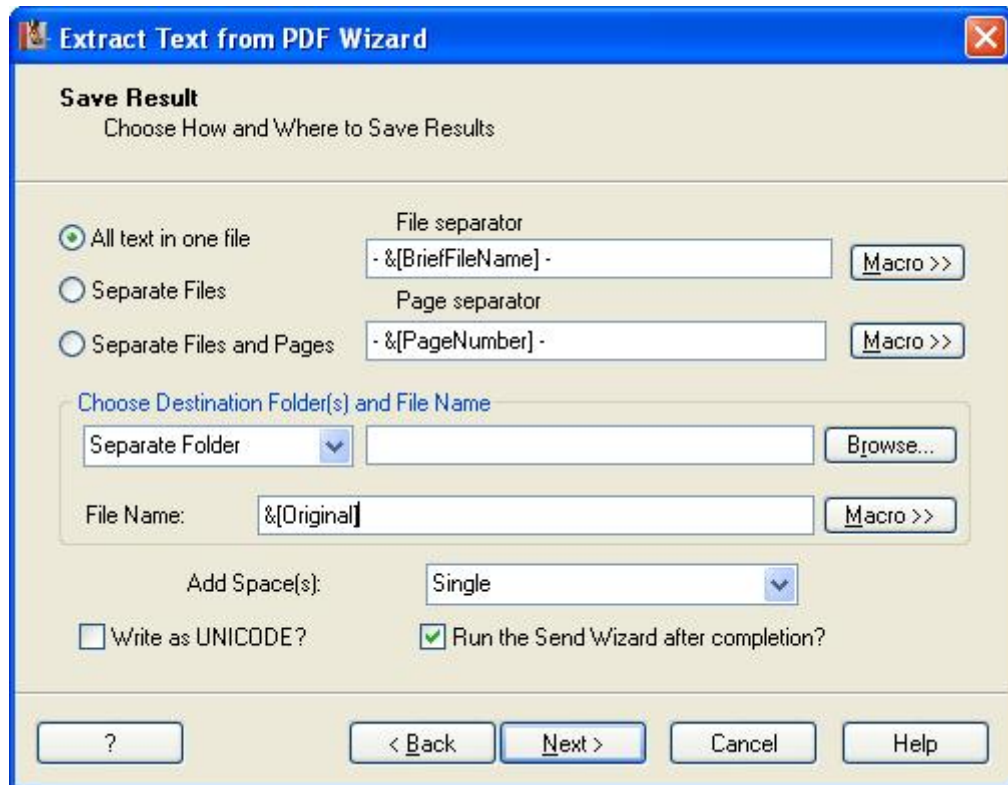 Extract Text from PDF Wizard
Save Result
Choose How and Where to Save Results
All text in one file
File separator
- &[BriefFileName] -
Macro >>
Separate Files
Page separator
Separate Files and Pages
- &[PageNumber] -
Macro >>
Choose Destination Folder(s) and File Name
Separate Folder
Browse...
File Name:
&[Original]
Macro >>
Add Space(s):
Single
Write as UNICODE?
Run the Send Wizard after completion?
?
< Back
Next >
Cancel
Help